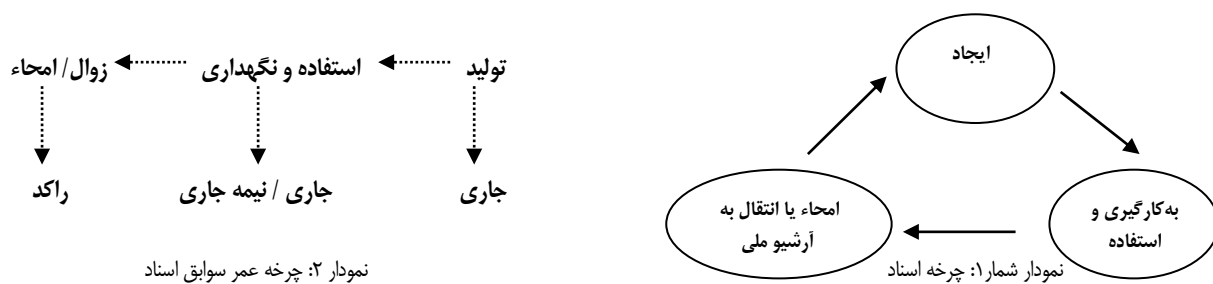 ایجاد
به‌کارگیری و
استفاده
امحاء یا انتقال به
آرشیو ملی
نمودار شمار۱: چرخه اسناد
تولید
استفاده و نگهداری
زوال/ امحاء
جاری
جاری / نیمه جاری
راکد
نمودار ۲: چرخه عمر سوابق اسناد